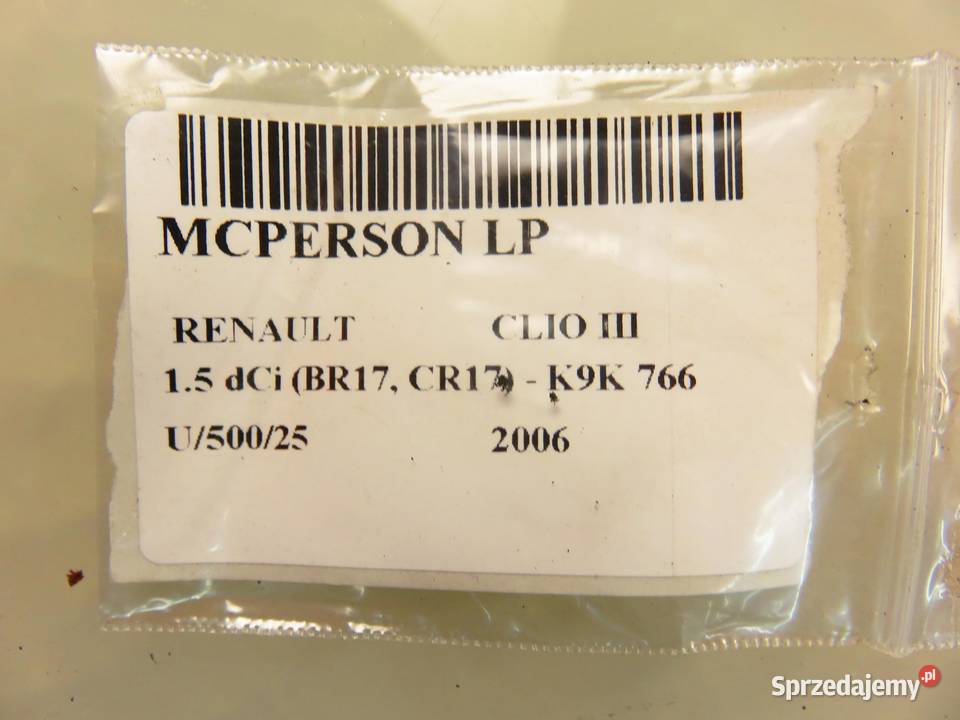 MCPERSON LP
RENAULT CLIO III
1.5 dCi (BR17, CR17) - K9K 766
U/500/25 2006
Sprzedajemy.pl